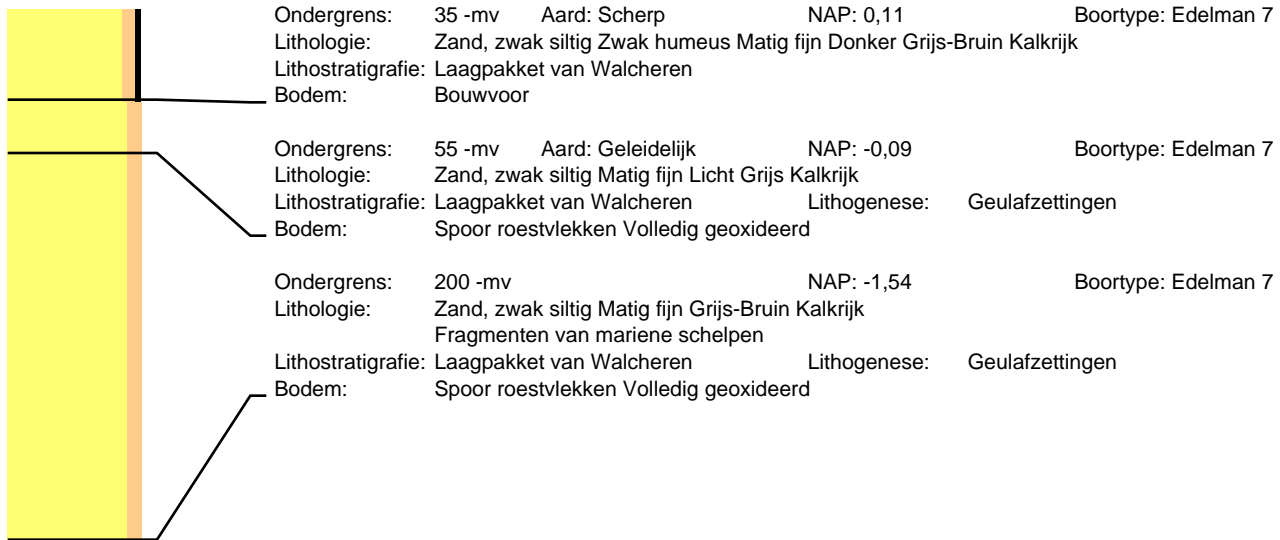 Ondergrens: 35 -mv Aard: Scherp NAP: 0,11 Boortype: Edelman 7
Lithologie: Zand, zwak siltig Zwak humeus Matig fijn Donker Grijs-Bruin Kalkrijk
Lithostratigrafie: Laagpakket van Walcheren
Bodem: Bouwvoor
Ondergrens: 55 -mv Aard: Geleidelijk NAP: -0,09 Boortype: Edelman 7
Lithologie: Zand, zwak siltig Matig fijn Licht Grijs Kalkrijk
Lithostratigrafie: Laagpakket van Walcheren Lithogenese: Geulafzettingen
Bodem: Spoor roestvlekken Volledig geoxideerd
Ondergrens: 200 -mv NAP: -1,54 Boortype: Edelman 7
Lithologie: Zand, zwak siltig Matig fijn Grijs-Bruin Kalkrijk
Fragmenten van mariene schelpen
Lithostratigrafie: Laagpakket van Walcheren Lithogenese: Geulafzettingen
Bodem: Spoor roestvlekken Volledig geoxideerd